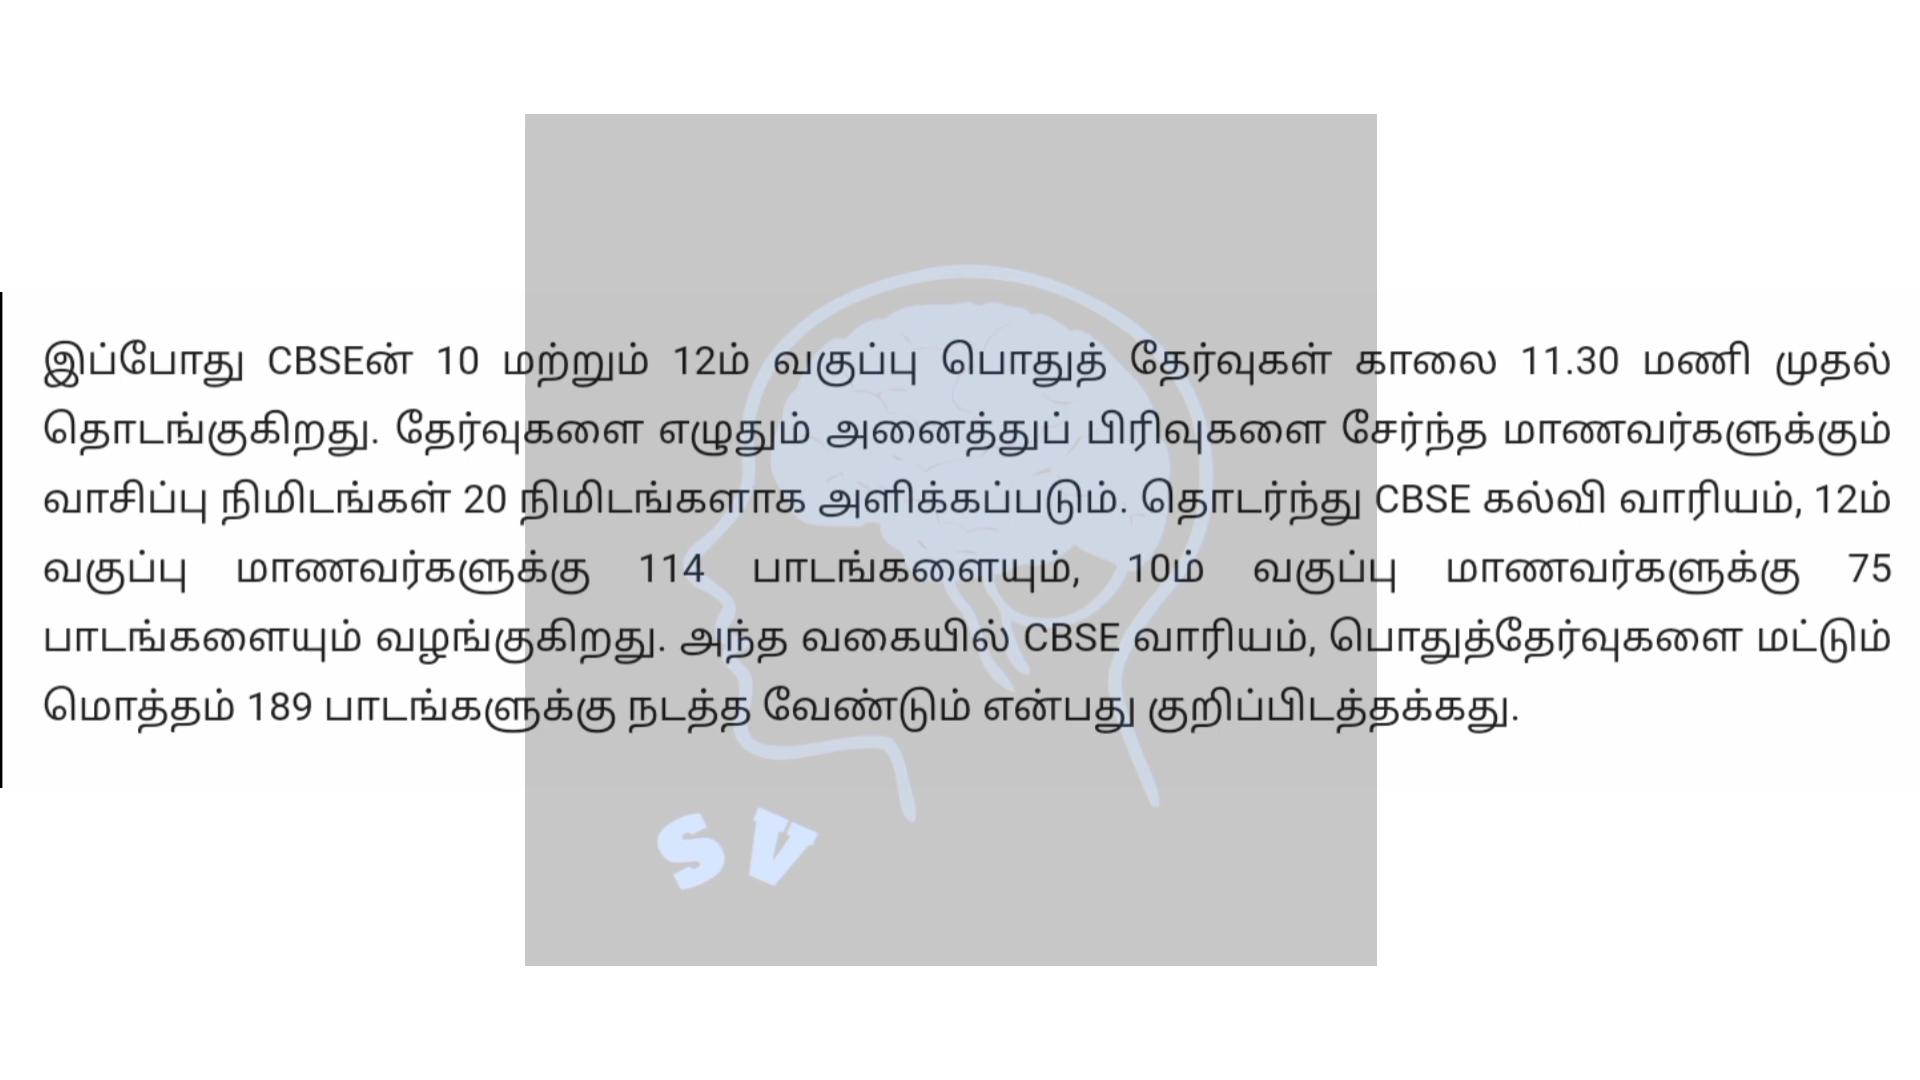 இப்போது CBSEன் 10 மற்றும் 12ம் வகுப்பு பொதுத் தேர்வுகள் காலை 11.30 மணி முதல்
தொடங்குகிறது. தேர்வுகளை எழுதும் அனைத்துப் பிரிவுகளை சேர்ந்த மாணவர்களுக்கும்
வாசிப்பு நிமிடங்கள் 20 நிமிடங்களாக அளிக்கப்படும். தொடர்ந்து CBSE கல்வி வாரியம், 12ம்
வகுப்பு மாணவர்களுக்கு 114 பாடங்களையும், 10ம் வகுப்பு மாணவர்களுக்கு 75
பாடங்களையும் வழங்குகிறது. அந்த வகையில் CBSE வாரியம், பொதுத்தேர்வுகளை மட்டும்
மொத்தம் 189 பாடங்களுக்கு நடத்த வேண்டும் என்பது குறிப்பிடத்தக்கது.
SV